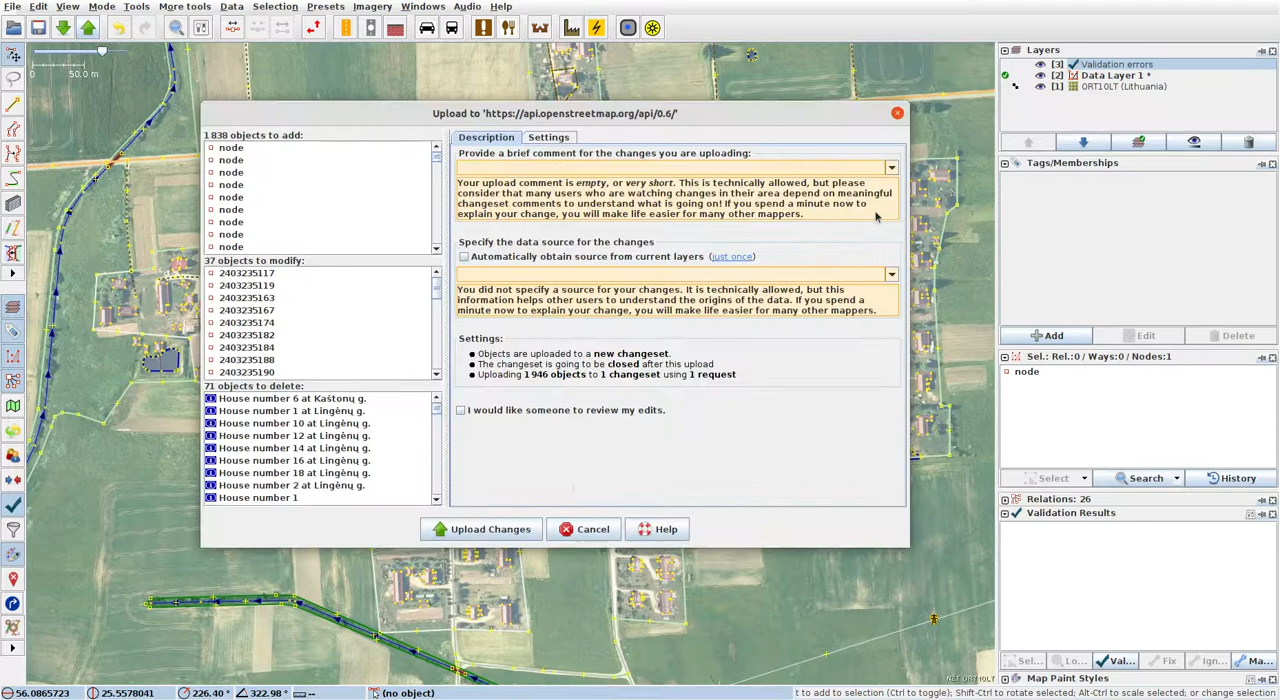 File Edit View Mode Tools More tools Data Selection Presets Imagery Windows Audio Help
0 50.0 m
Upload to 'https://api.openstreetmap.org/api/0.6/'
1 838 objects to add:
node
node
node
node
node
node
node
node
node
37 objects to modify:
2403235117
2403235119
2403235163
2403235167
2403235174
2403235182
2403235184
2403235188
2403235190
71 objects to delete:
House number 6 at Kaštonų g.
House number 1 at Lingėnų g.
House number 10 at Lingėnų g.
House number 12 at Lingėnų g.
House number 14 at Lingėnų g.
House number 16 at Lingėnų g.
House number 18 at Lingėnų g.
House number 2 at Lingėnų g.
House number 1
Description Settings
Provide a brief comment for the changes you are uploading:
Your upload comment is empty, or very short. This is technically allowed, but please
consider that many users who are watching changes in their area depend on meaningful
changeset comments to understand what is going on! If you spend a minute now to
explain your change, you will make life easier for many other mappers.
Specify the data source for the changes
Automatically obtain source from current layers (just once)
You did not specify a source for your changes. It is technically allowed, but this
information helps other users to understand the origins of the data. If you spend a
minute now to explain your change, you will make life easier for many other mappers.
Settings:
Objects are uploaded to a new changeset.
The changeset is going to be closed after this upload
Uploading 1 946 objects to 1 changeset using 1 request
I would like someone to review my edits.
Upload Changes Cancel Help
Layers
[3] Validation errors
[2] Data Layer 1 *
[1] ORT10LT (Lithuania)
Tags/Memberships
Add Edit Delete
Sel.: Rel.:0 / Ways:0 / Nodes:1
node
Select Search History
Relations: 26
Validation Results
Sel... Lo... Val... Fix Ign... Ma...
Map Paint Styles
NŽT ORT10LT
56.0865723 25.5578041 226.40 ° 322.98 ° -- (no object) t to add to selection (Ctrl to toggle); Shift-Ctrl to rotate selected; Alt-Ctrl to scale selected; or change selection